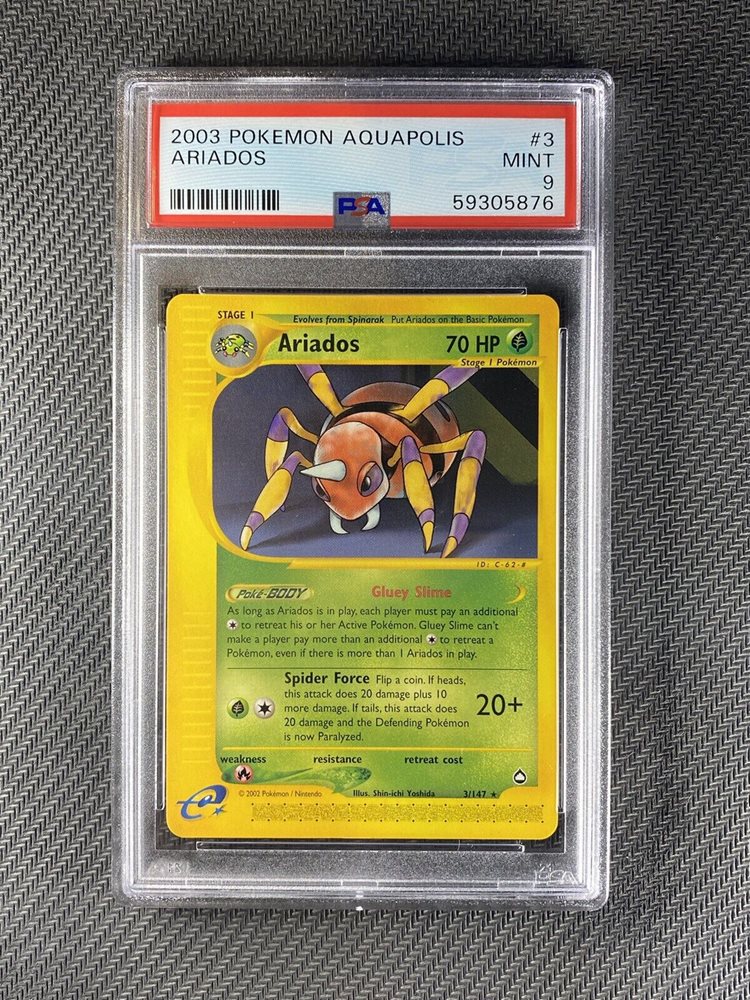 2003 POKEMON AQUAPOLIS #3
ARIADOS MINT
9
PSA 59305876
STAGE 1 Evolves from Spinarak Put Ariados on the Basic Pokémon
Ariados 70 HP
Stage 1 Pokémon
ID: C-62-#
Poké-BODY Gluey Slime
As long as Ariados is in play, each player must pay an additional
to retreat his or her Active Pokémon. Gluey Slime can't
make a player pay more than an additional to retreat a
Pokémon, even if there is more than 1 Ariados in play.
Spider Force Flip a coin. If heads,
this attack does 20 damage plus 10
more damage. If tails, this attack does
20 damage and the Defending Pokémon
is now Paralyzed.
20+
weakness resistance retreat cost
e
© 2002 Pokémon / Nintendo Illus. Shin-ichi Yoshida 3/147 ★